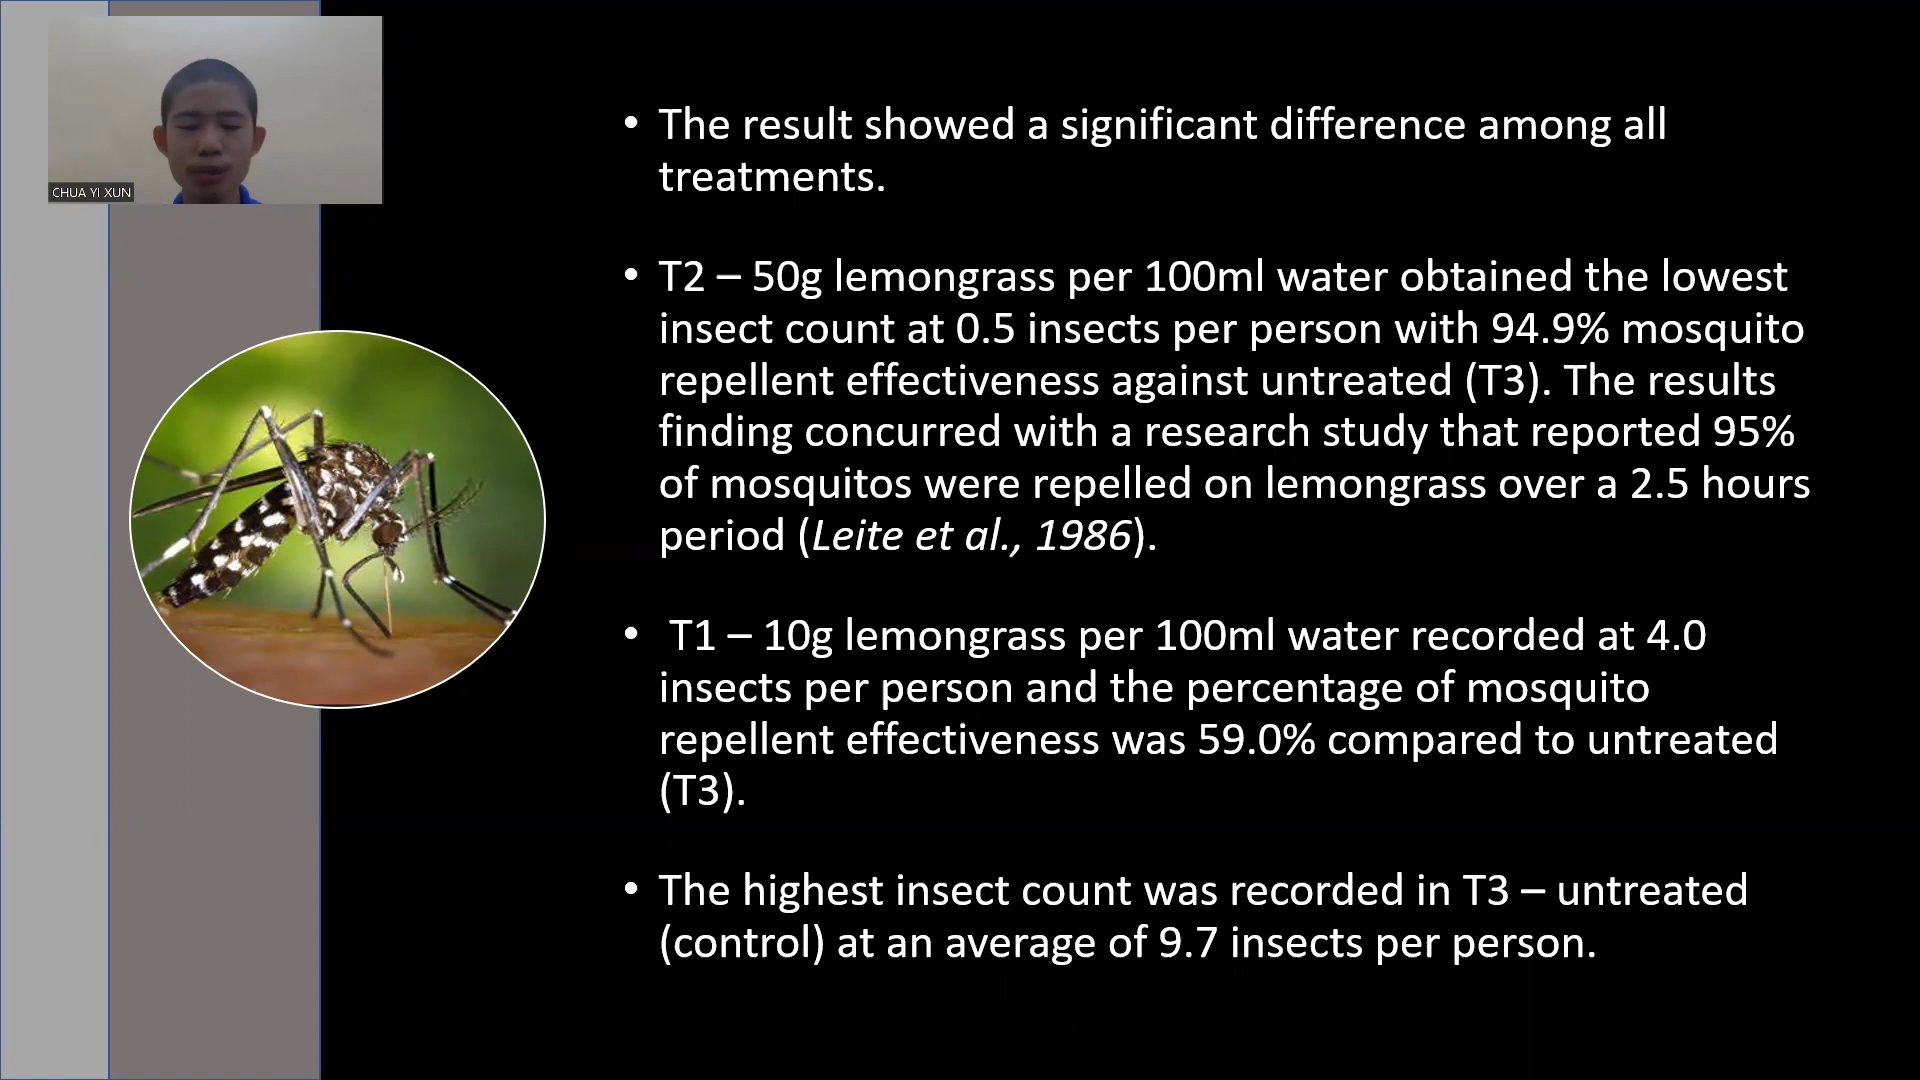 CHUA YI XUN
• The result showed a significant difference among all
treatments.
• T2 – 50g lemongrass per 100ml water obtained the lowest
insect count at 0.5 insects per person with 94.9% mosquito
repellent effectiveness against untreated (T3). The results
finding concurred with a research study that reported 95%
of mosquitos were repelled on lemongrass over a 2.5 hours
period (Leite et al., 1986).
• T1 – 10g lemongrass per 100ml water recorded at 4.0
insects per person and the percentage of mosquito
repellent effectiveness was 59.0% compared to untreated
(T3).
• The highest insect count was recorded in T3 – untreated
(control) at an average of 9.7 insects per person.